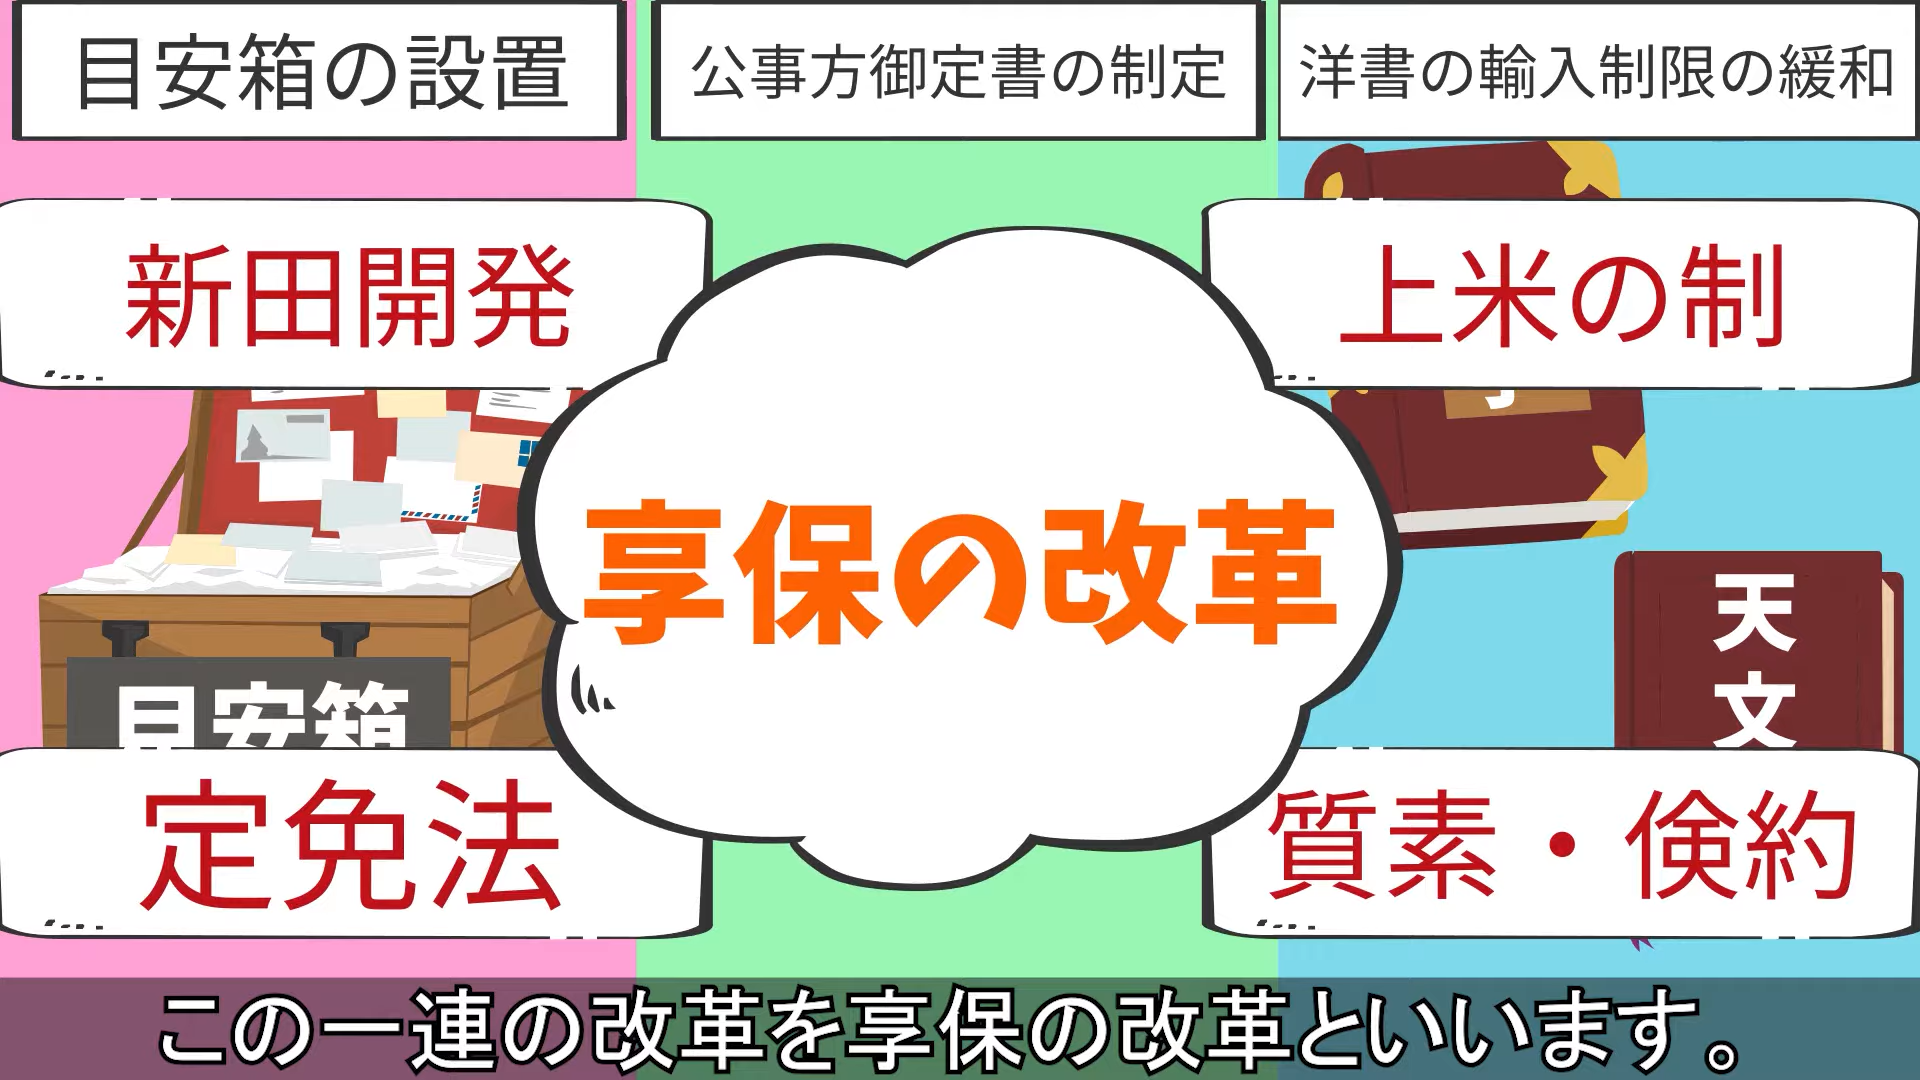 目安箱の設置
公事方御定書の制定
洋書の輸入制限の緩和
新田開発
上米の制
享保の改革
天文
目安箱
定免法
質素・倹約
この一連の改革を享保の改革といいます。